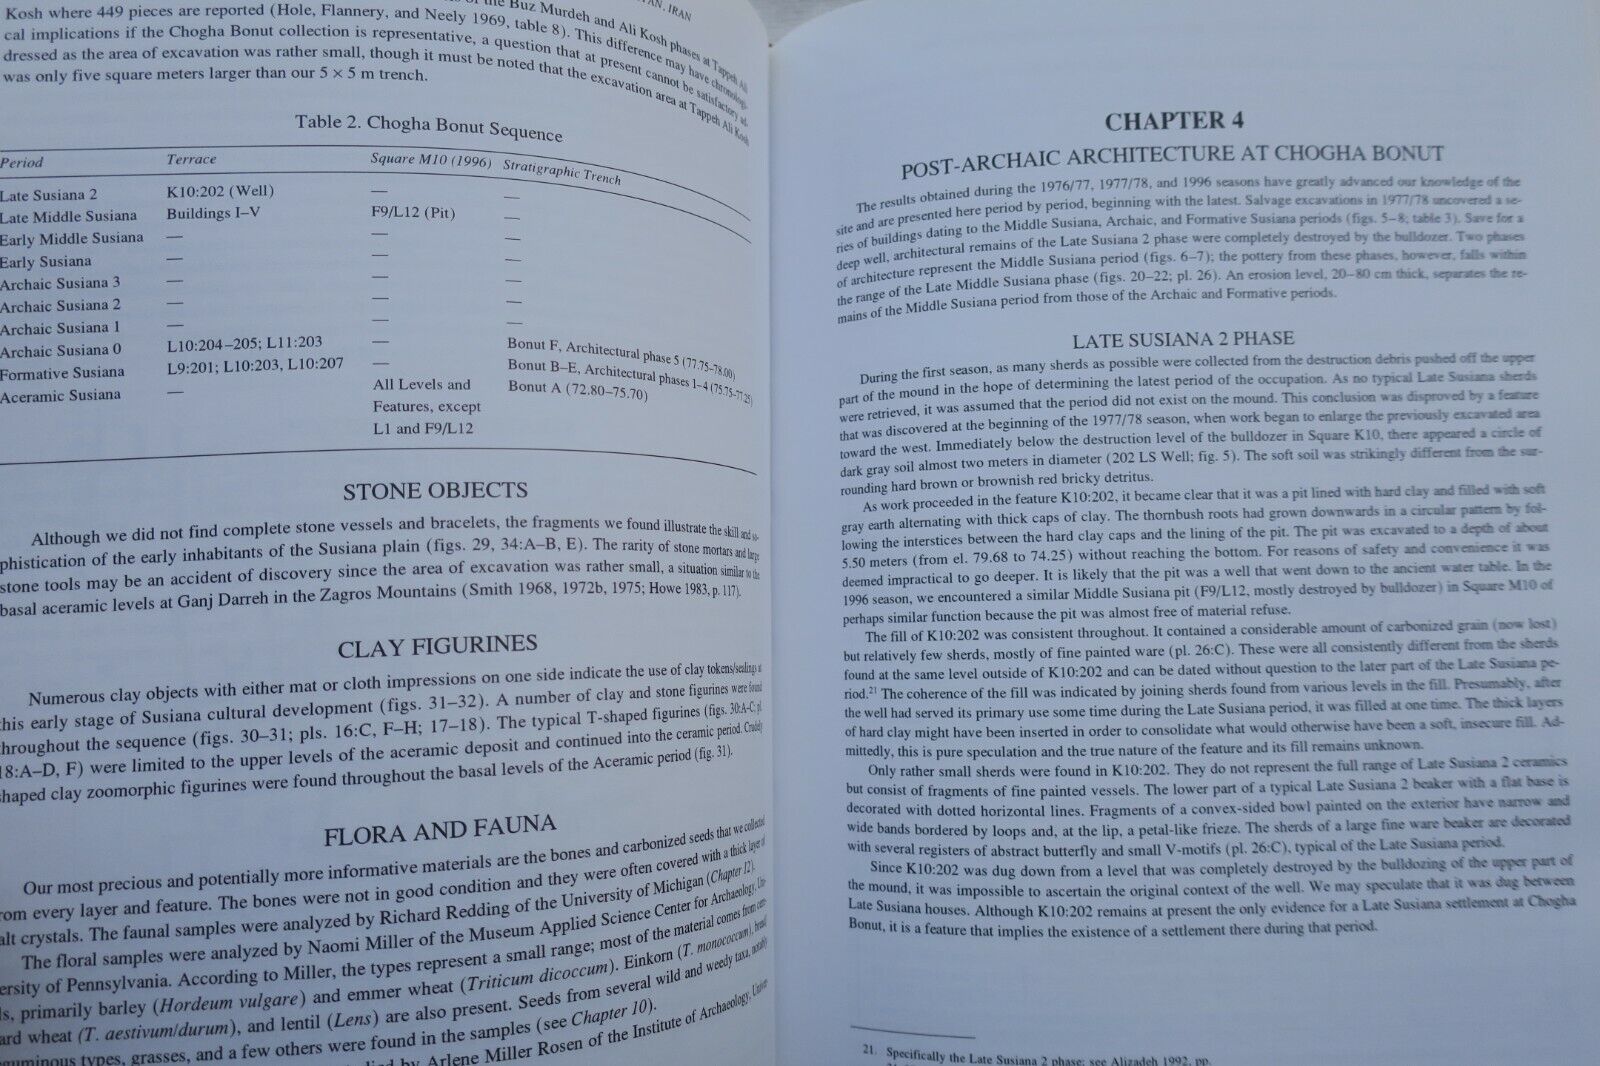 AN, IRAN
the Buz Murdeh and Ali Kosh phases at Tappeh Ali
Kosh where 449 pieces are reported (Hole, Flannery, and Neely 1969, table 8). This difference may have chronologi-
cal implications if the Chogha Bonut collection is representative, a question that at present cannot be satisfactory ad-
dressed as the area of excavation was rather small, though it must be noted that the excavation area at Tappeh Ali Kosh
was only five square meters larger than our 5 × 5 m trench.
Table 2. Chogha Bonut Sequence
Period Terrace Square M10 (1996) Stratigraphic Trench
Late Susiana 2 K10:202 (Well) — —
Late Middle Susiana Buildings I–V F9/L12 (Pit) —
Early Middle Susiana — — —
Early Susiana — — —
Archaic Susiana 3 — — —
Archaic Susiana 2 — — —
Archaic Susiana 1 — — —
Archaic Susiana 0 L10:204–205; L11:203 — Bonut F, Architectural phase 5 (77.75–78.00)
Formative Susiana L9:201; L10:203, L10:207 — Bonut B–E, Architectural phases 1–4 (75.75–77.25)
Aceramic Susiana — All Levels and Bonut A (72.80–75.70)
Features, except
L1 and F9/L12
STONE OBJECTS
Although we did not find complete stone vessels and bracelets, the fragments we found illustrate the skill and so-
phistication of the early inhabitants of the Susiana plain (figs. 29, 34:A–B, E). The rarity of stone mortars and large
stone tools may be an accident of discovery since the area of excavation was rather small, a situation similar to the
basal aceramic levels at Ganj Darreh in the Zagros Mountains (Smith 1968, 1972b, 1975; Howe 1983, p. 117).
CLAY FIGURINES
Numerous clay objects with either mat or cloth impressions on one side indicate the use of clay tokens/sealings at
this early stage of Susiana cultural development (figs. 31–32). A number of clay and stone figurines were found
throughout the sequence (figs. 30–31; pls. 16:C, F–H; 17–18). The typical T-shaped figurines (figs. 30:A-C; pl.
18:A–D, F) were limited to the upper levels of the aceramic deposit and continued into the ceramic period. Crudely
shaped clay zoomorphic figurines were found throughout the basal levels of the Aceramic period (fig. 31).
FLORA AND FAUNA
Our most precious and potentially more informative materials are the bones and carbonized seeds that we collected
rom every layer and feature. The bones were not in good condition and they were often covered with a thick layer of
alt crystals. The faunal samples were analyzed by Richard Redding of the University of Michigan (Chapter 12).
The floral samples were analyzed by Naomi Miller of the Museum Applied Science Center for Archaeology, Uni-
ersity of Pennsylvania. According to Miller, the types represent a small range; most of the material comes from cere-
ls, primarily barley (Hordeum vulgare) and emmer wheat (Triticum dicoccum). Einkorn (T. monococcum), bread/
ard wheat (T. aestivum/durum), and lentil (Lens) are also present. Seeds from several wild and weedy taxa, notably
guminous types, grasses, and a few others were found in the samples (see Chapter 10).
by Arlene Miller Rosen of the Institute of Archaeology, Univer-
CHAPTER 4
POST-ARCHAIC ARCHITECTURE AT CHOGHA BONUT
The results obtained during the 1976/77, 1977/78, and 1996 seasons have greatly advanced our knowledge of the
site and are presented here period by period, beginning with the latest. Salvage excavations in 1977/78 uncovered a se-
ries of buildings dating to the Middle Susiana, Archaic, and Formative Susiana periods (figs. 5–8; table 3). Save for a
deep well, architectural remains of the Late Susiana 2 phase were completely destroyed by the bulldozer. Two phases
of architecture represent the Middle Susiana period (figs. 6–7); the pottery from these phases, however, falls within
the range of the Late Middle Susiana phase (figs. 20–22; pl. 26). An erosion level, 20–80 cm thick, separates the re-
mains of the Middle Susiana period from those of the Archaic and Formative periods.
LATE SUSIANA 2 PHASE
During the first season, as many sherds as possible were collected from the destruction debris pushed off the upper
part of the mound in the hope of determining the latest period of the occupation. As no typical Late Susiana sherds
were retrieved, it was assumed that the period did not exist on the mound. This conclusion was disproved by a feature
that was discovered at the beginning of the 1977/78 season, when work began to enlarge the previously excavated area
toward the west. Immediately below the destruction level of the bulldozer in Square K10, there appeared a circle of
dark gray soil almost two meters in diameter (202 LS Well; fig. 5). The soft soil was strikingly different from the sur-
rounding hard brown or brownish red bricky detritus.
As work proceeded in the feature K10:202, it became clear that it was a pit lined with hard clay and filled with soft
gray earth alternating with thick caps of clay. The thornbush roots had grown downwards in a circular pattern by fol-
lowing the interstices between the hard clay caps and the lining of the pit. The pit was excavated to a depth of about
5.50 meters (from el. 79.68 to 74.25) without reaching the bottom. For reasons of safety and convenience it was
deemed impractical to go deeper. It is likely that the pit was a well that went down to the ancient water table. In the
1996 season, we encountered a similar Middle Susiana pit (F9/L12, mostly destroyed by bulldozer) in Square M10 of
perhaps similar function because the pit was almost free of material refuse.
The fill of K10:202 was consistent throughout. It contained a considerable amount of carbonized grain (now lost)
but relatively few sherds, mostly of fine painted ware (pl. 26:C). These were all consistently different from the sherds
found at the same level outside of K10:202 and can be dated without question to the later part of the Late Susiana pe-
riod.21 The coherence of the fill was indicated by joining sherds found from various levels in the fill. Presumably, after
the well had served its primary use some time during the Late Susiana period, it was filled at one time. The thick layers
of hard clay might have been inserted in order to consolidate what would otherwise have been a soft, insecure fill. Ad-
mittedly, this is pure speculation and the true nature of the feature and its fill remains unknown.
Only rather small sherds were found in K10:202. They do not represent the full range of Late Susiana 2 ceramics
but consist of fragments of fine painted vessels. The lower part of a typical Late Susiana 2 beaker with a flat base is
decorated with dotted horizontal lines. Fragments of a convex-sided bowl painted on the exterior have narrow and
wide bands bordered by loops and, at the lip, a petal-like frieze. The sherds of a large fine ware beaker are decorated
with several registers of abstract butterfly and small V-motifs (pl. 26:C), typical of the Late Susiana period.
Since K10:202 was dug down from a level that was completely destroyed by the bulldozing of the upper part of
the mound, it was impossible to ascertain the original context of the well. We may speculate that it was dug between
Late Susiana houses. Although K10:202 remains at present the only evidence for a Late Susiana settlement at Chogha
Bonut, it is a feature that implies the existence of a settlement there during that period.
21. Specifically the Late Susiana 2 phase; see Alizadeh 1992, pp.